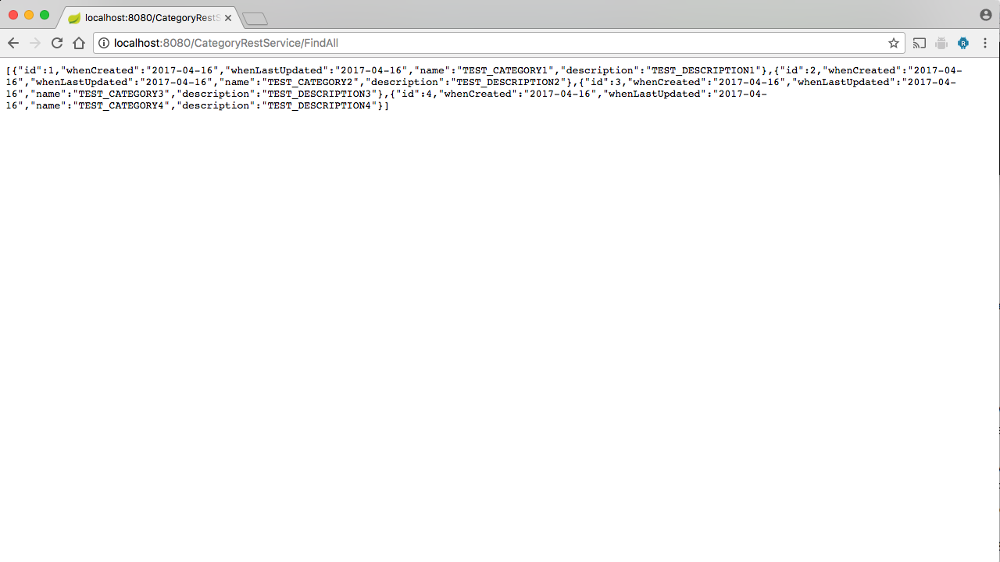 localhost:8080/CategoryRestS
localhost:8080/CategoryRestService/FindAll
[{"id":1,"whenCreated":"2017-04-16","whenLastUpdated":"2017-04-16","name":"TEST_CATEGORY1","description":"TEST_DESCRIPTION1"},{"id":2,"whenCreated":"2017-04-
16","whenLastUpdated":"2017-04-16","name":"TEST_CATEGORY2","description":"TEST_DESCRIPTION2"},{"id":3,"whenCreated":"2017-04-16","whenLastUpdated":"2017-04-
16","name":"TEST_CATEGORY3","description":"TEST_DESCRIPTION3"},{"id":4,"whenCreated":"2017-04-16","whenLastUpdated":"2017-04-
16","name":"TEST_CATEGORY4","description":"TEST_DESCRIPTION4"}]